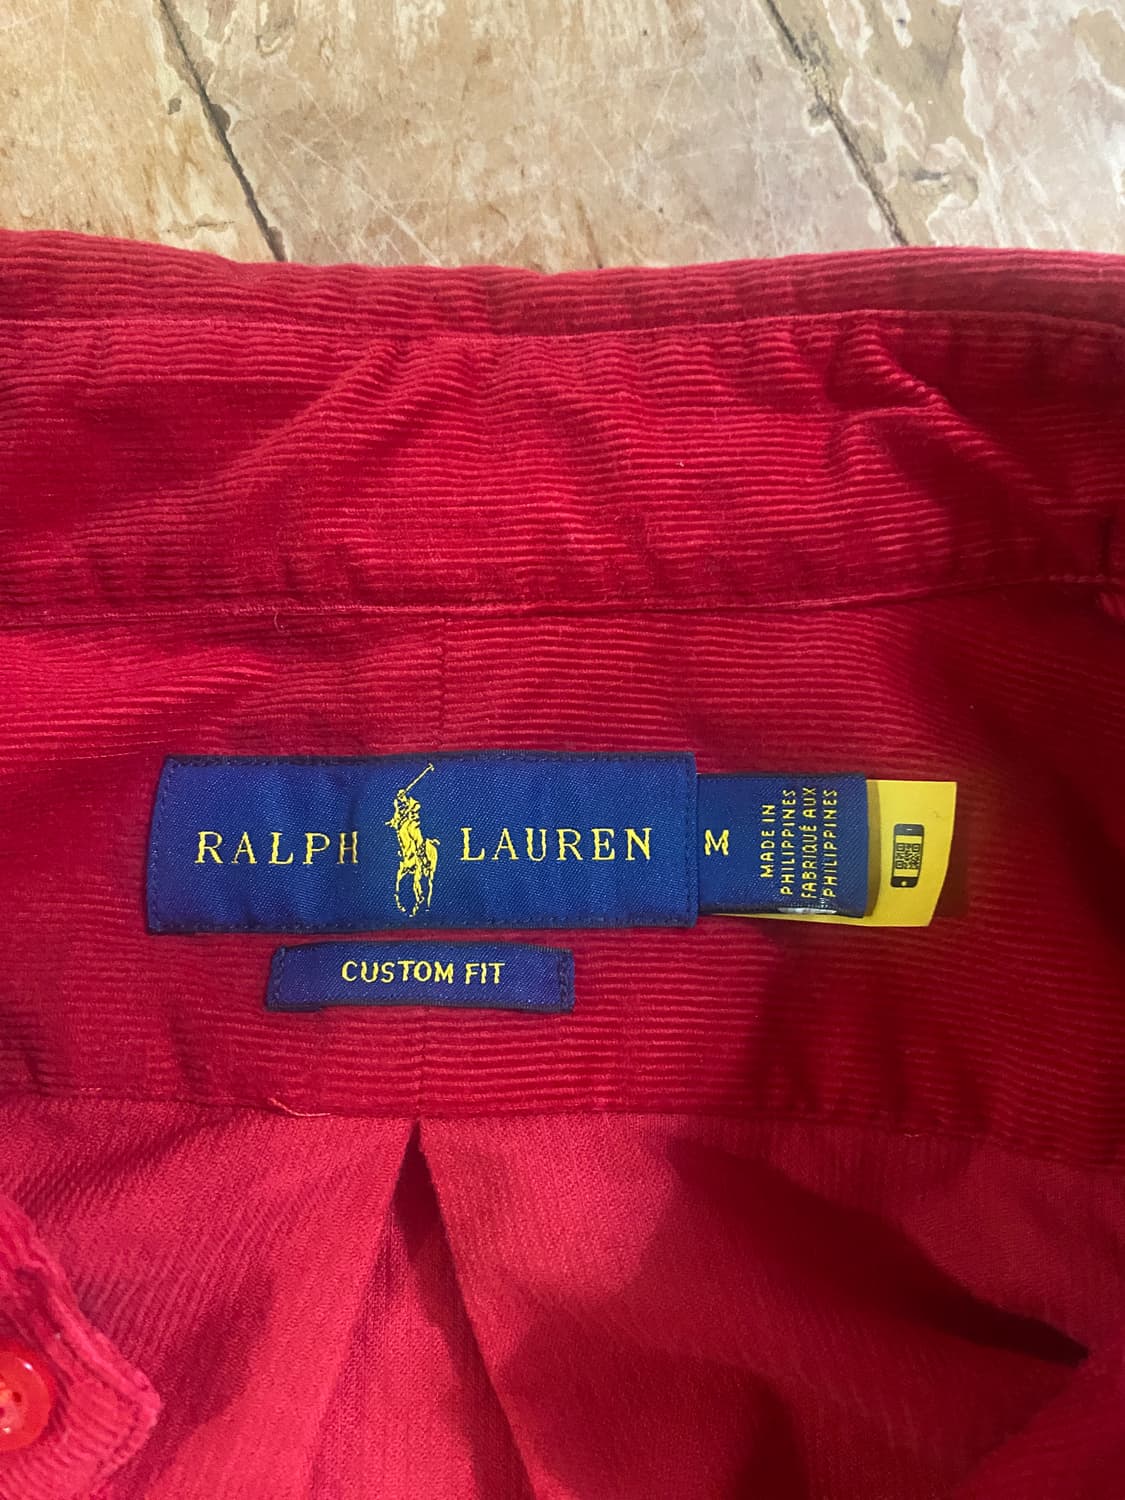 RALPH LAUREN
M
MADE IN
PHILIPPINES
FABRIQUÉ AUX
PHILIPPINES
CUSTOM FIT